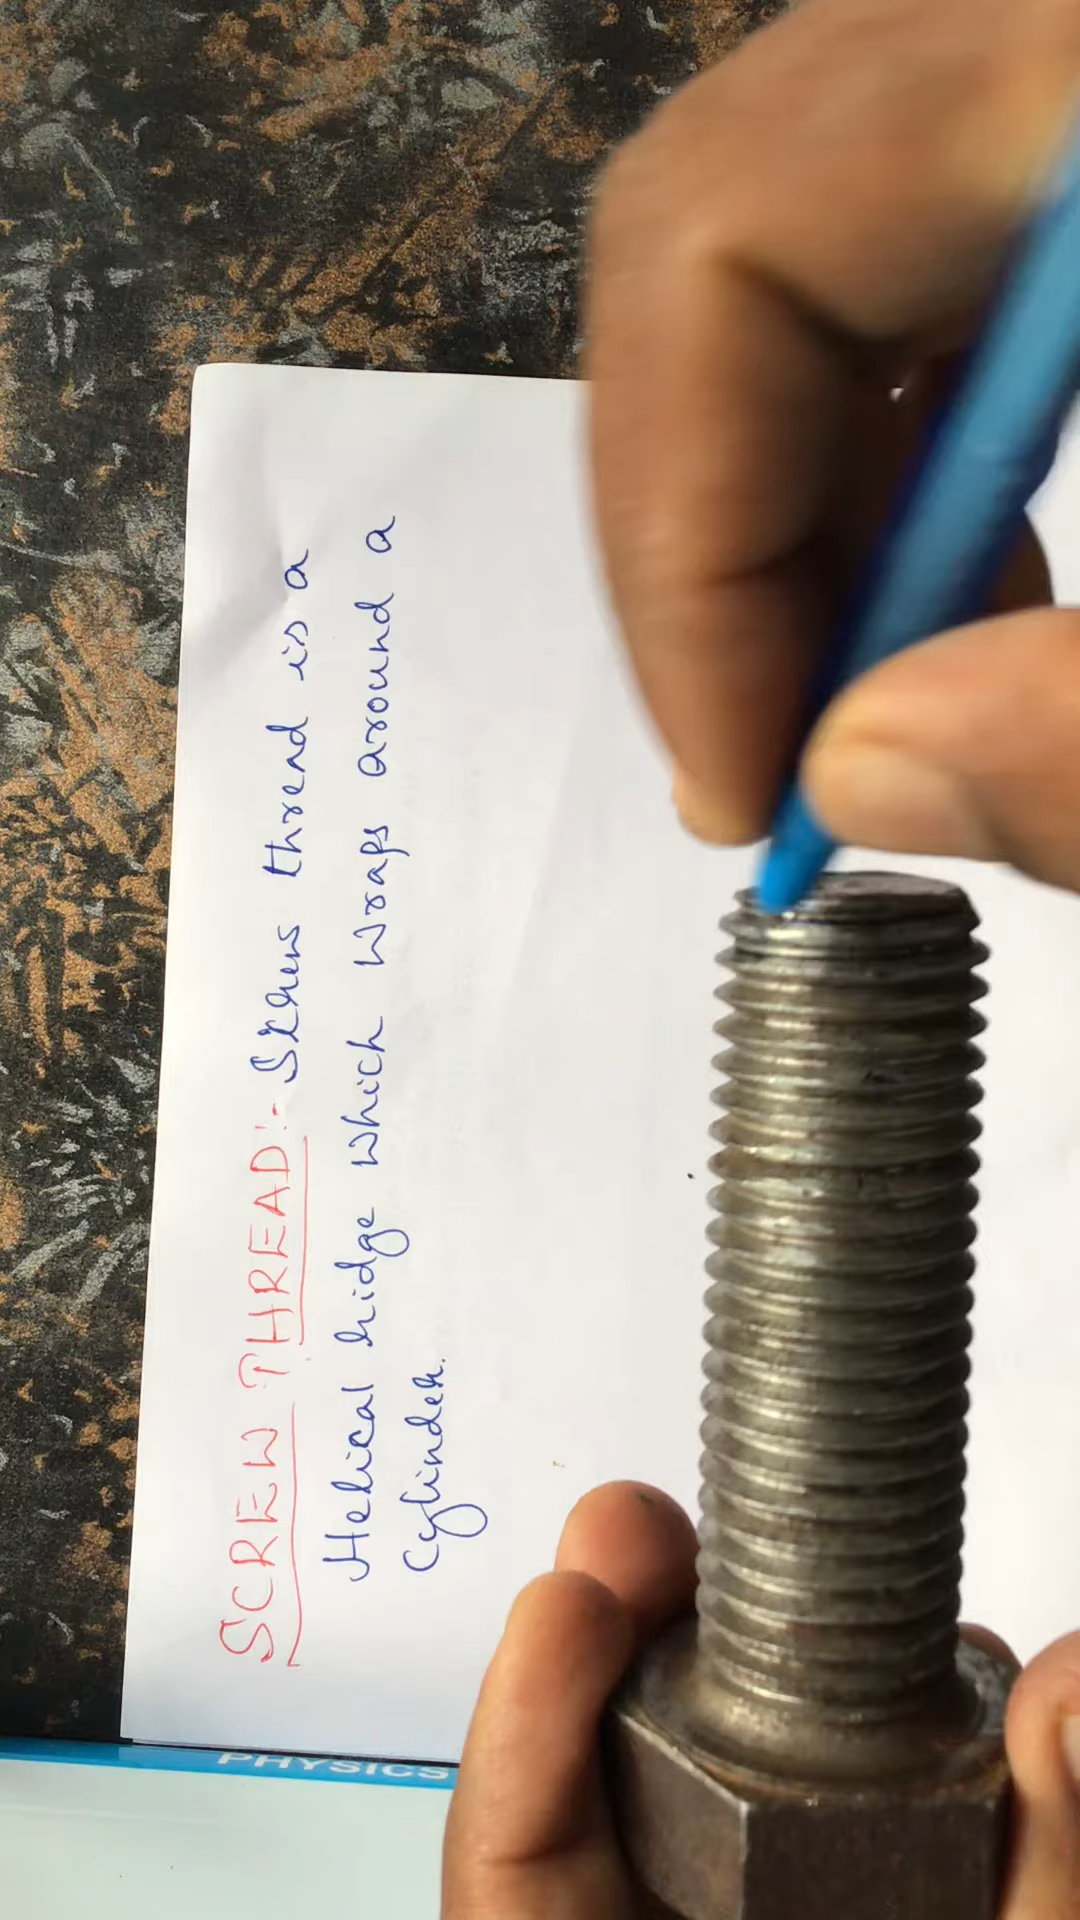 SCREW THREAD:- Screw thread is a
Helical ridge which wraps around a
Cylinder.
PHYSICS